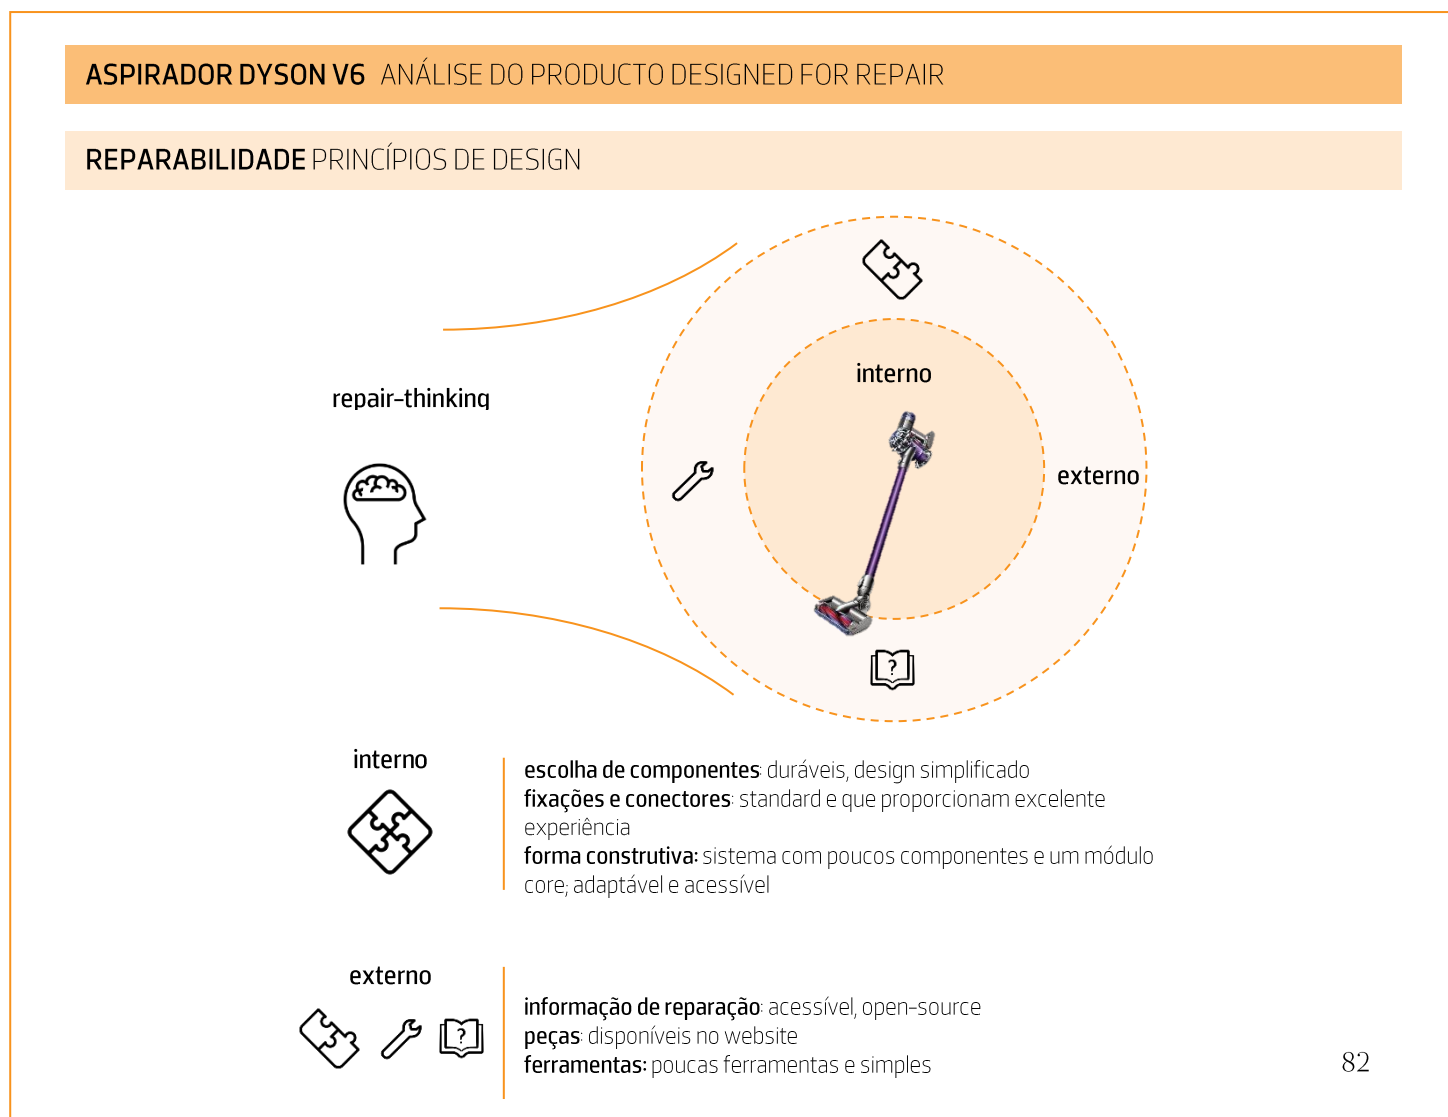 ASPIRADOR DYSON V6 ANÁLISE DO PRODUCTO DESIGNED FOR REPAIR
REPARABILIDADE PRINCÍPIOS DE DESIGN
interno
repair-thinking
externo
?
interno
escolha de componentes: duráveis, design simplificado
fixações e conectores: standard e que proporcionam excelente
experiência
forma construtiva: sistema com poucos componentes e um módulo
core; adaptável e acessível
externo
?
informação de reparação: acessível, open-source
peças: disponíveis no website
ferramentas: poucas ferramentas e simples
82